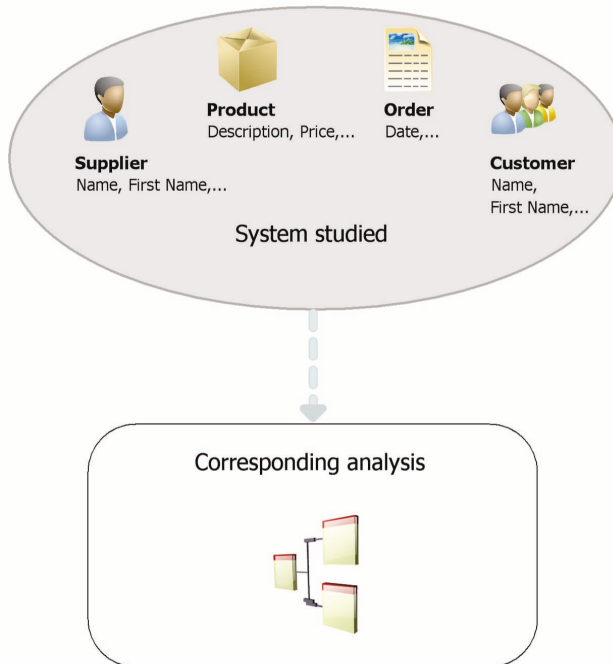 Product
Description, Price,...
Order
Date,...
Supplier
Name, First Name,...
Customer
Name,
First Name,...
System studied
Corresponding analysis